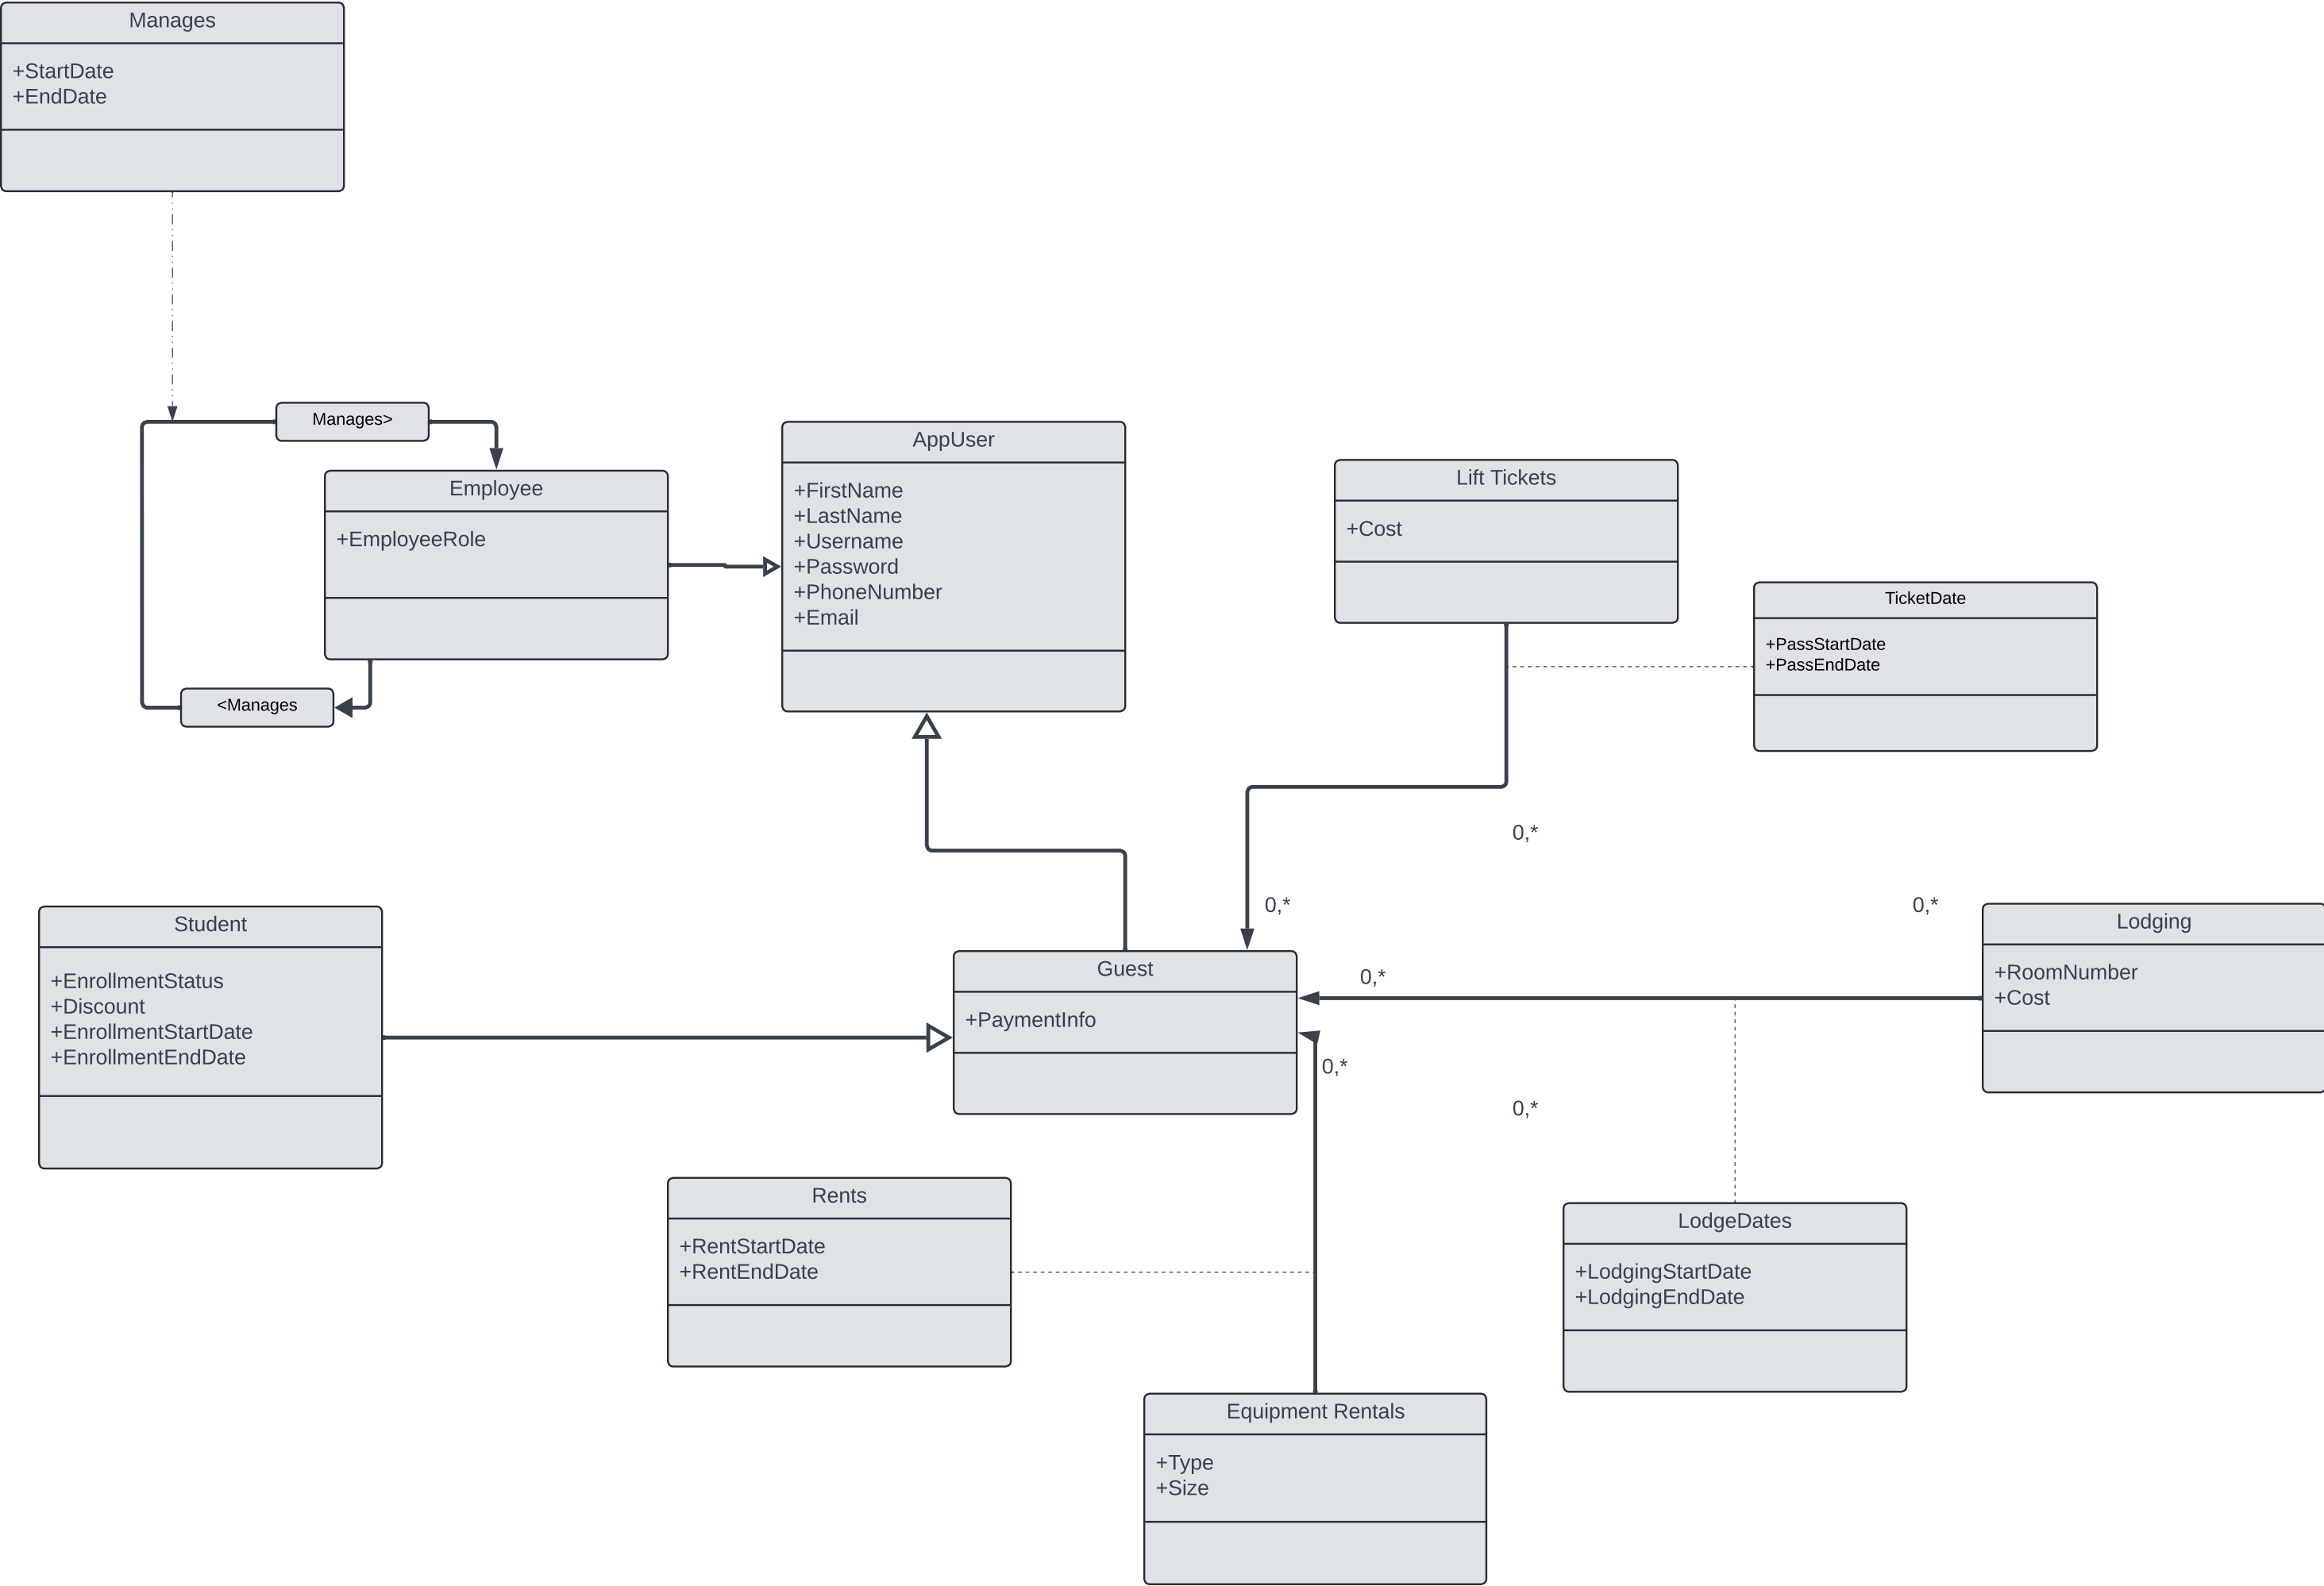 Manages
+StartDate
+EndDate
Manages>
Employee
+EmployeeRole
<Manages
AppUser
+FirstName
+LastName
+Username
+Password
+PhoneNumber
+Email
Lift Tickets
+Cost
TicketDate
+PassStartDate
+PassEndDate
0,*
0,*
0,*
Lodging
+RoomNumber
+Cost
Student
+EnrollmentStatus
+Discount
+EnrollmentStartDate
+EnrollmentEndDate
Guest
+PaymentInfo
0,*
0,*
0,*
Rents
+RentStartDate
+RentEndDate
LodgeDates
+LodgingStartDate
+LodgingEndDate
Equipment Rentals
+Type
+Size